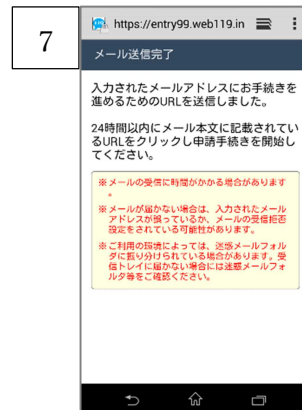 7
https://entry99.web119.in
メール送信完了
入力されたメールアドレスにお手続きを
進めるためのURLを送信しました。
24時間以内にメール本文に記載されてい
るURLをクリックし申請手続きを開始し
てください。
※メールの受信に時間がかかる場合があります
。
※メールが届かない場合は、入力されたメール
アドレスが誤っているか、メールの受信拒否
設定をされている可能性があります。
※ご利用の環境によっては、迷惑メールフォル
ダに振り分けられている場合があります。受
信トレイに届かない場合には迷惑メールフォ
ルダ等をご確認ください。